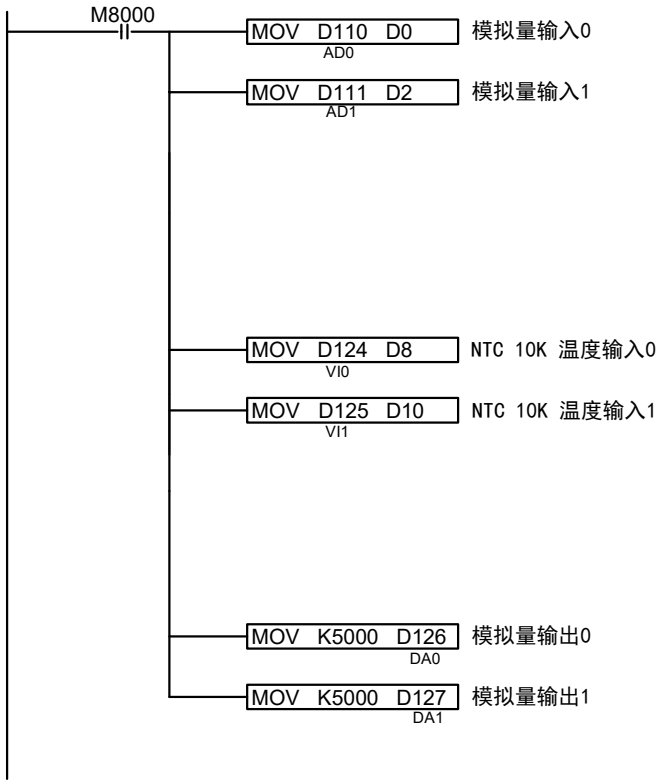 M8000
MOV D110 D0 模拟量输入0
AD0
MOV D111 D2 模拟量输入1
AD1
MOV D124 D8 NTC 10K 温度输入0
VI0
MOV D125 D10 NTC 10K 温度输入1
VI1
MOV K5000 D126 模拟量输出0
DA0
MOV K5000 D127 模拟量输出1
DA1